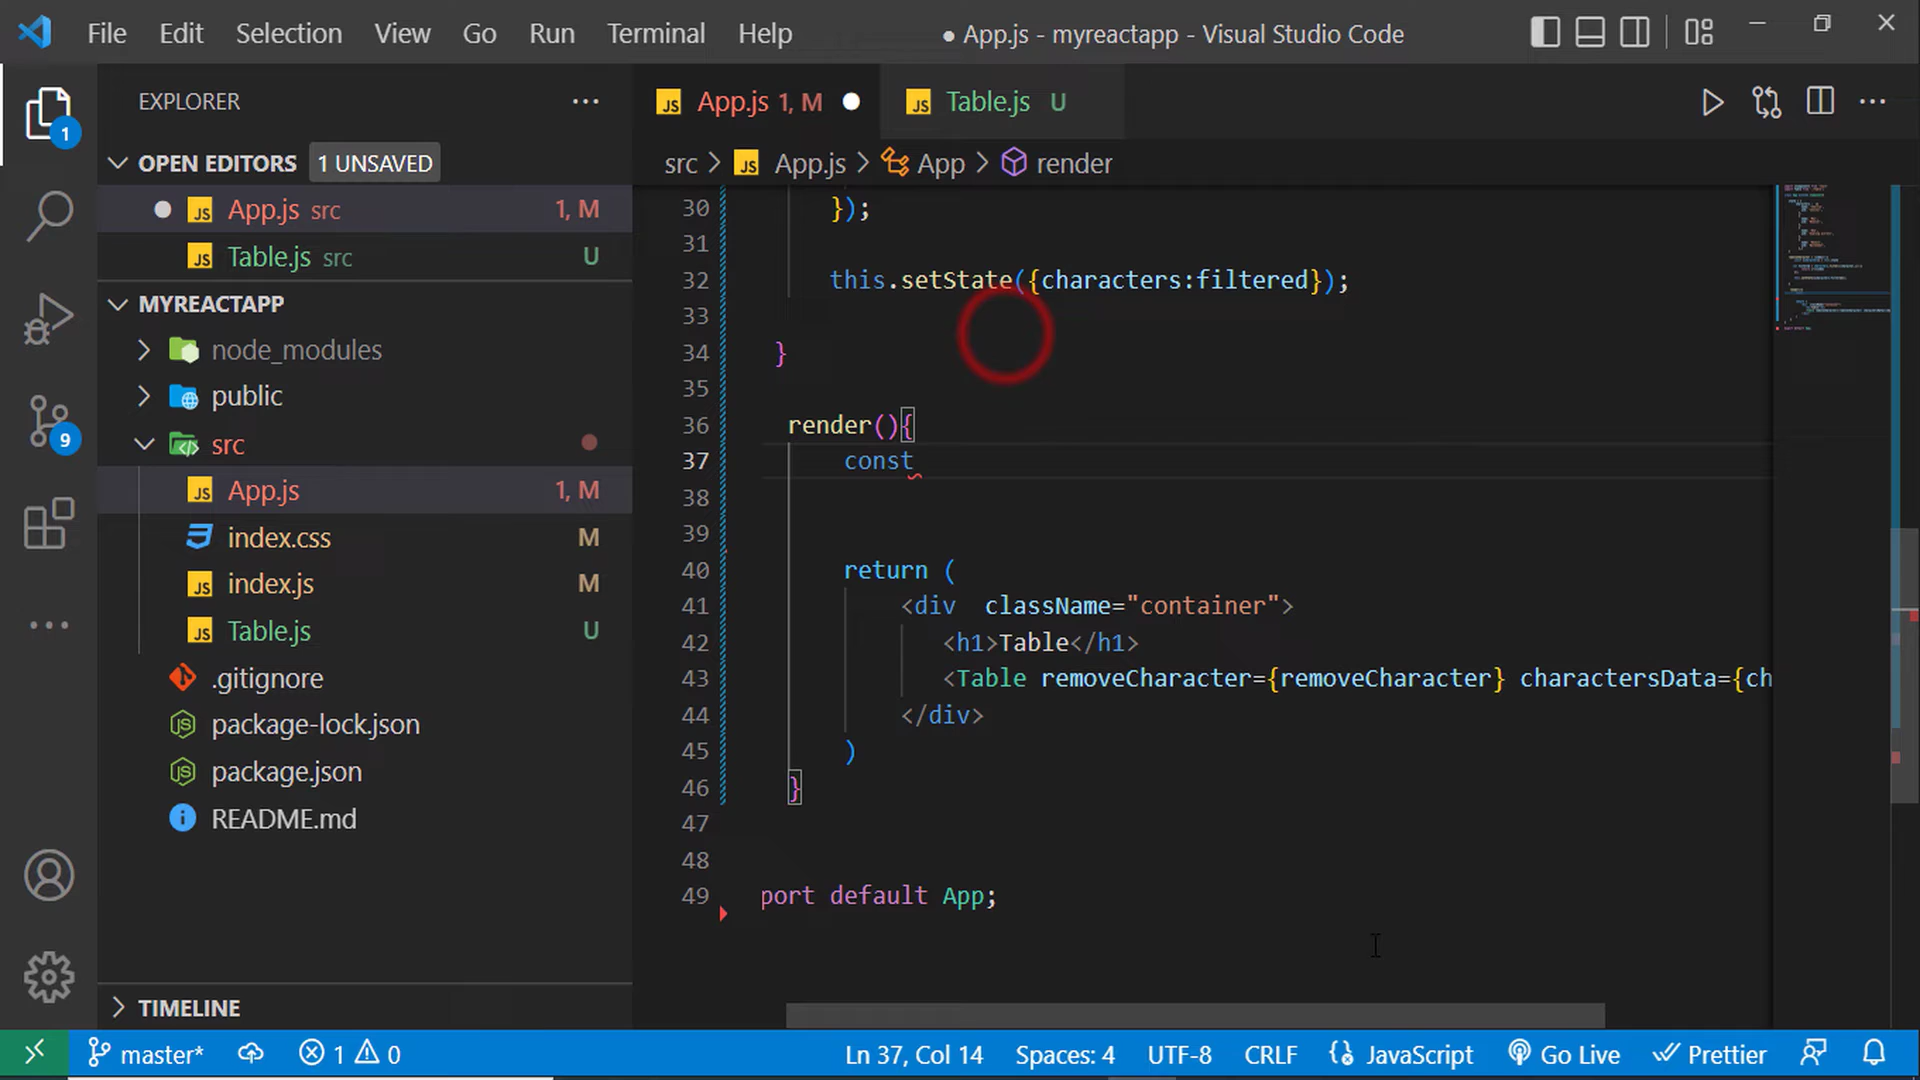 File Edit Selection View Go Run Terminal Help
● App.js - myreactapp - Visual Studio Code
EXPLORER
OPEN EDITORS 1 UNSAVED
App.js src 1, M
Table.js src U
MYREACTAPP
node_modules
public
src
App.js 1, M
index.css M
index.js M
Table.js U
.gitignore
package-lock.json
package.json
README.md
TIMELINE
1
9
App.js 1, M
Table.js U
src > App.js > App > render
30 });
31
32 this.setState({characters:filtered});
33
34 }
35
36 render(){
37 const
38
39
40 return (
41 <div  className="container">
42 <h1>Table</h1>
43 <Table removeCharacter={removeCharacter} charactersData={ch
44 </div>
45 )
46 }
47
48
49 port default App;
master* 1 0 Ln 37, Col 14 Spaces: 4 UTF-8 CRLF JavaScript Go Live Prettier